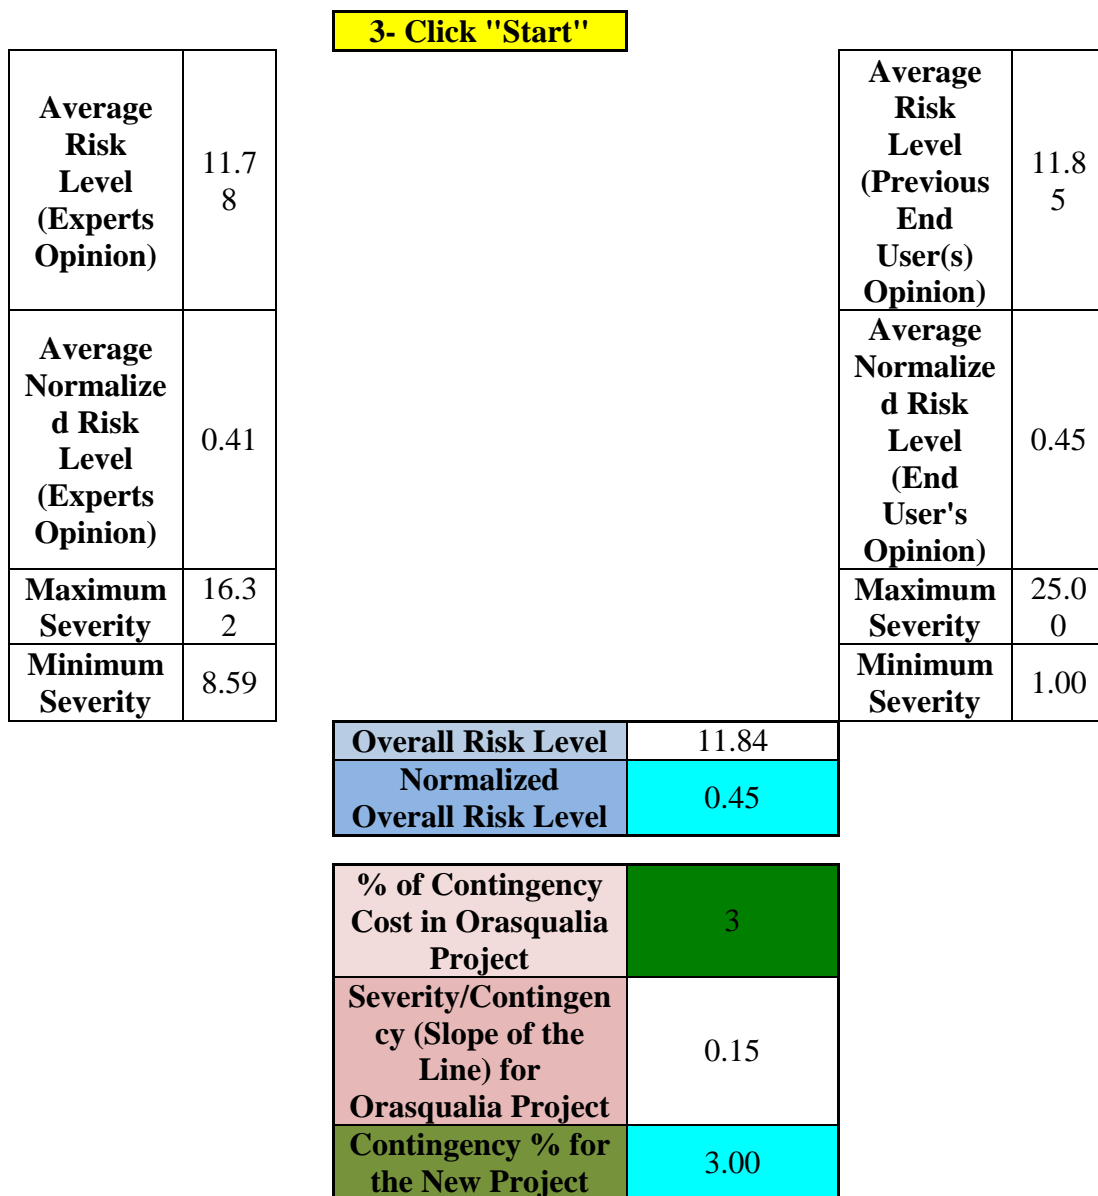 3- Click "Start"
Average
Risk
Level
(Experts
Opinion)
11.7
8
Average
Normalize
d Risk
Level
(Experts
Opinion)
0.41
Maximum
Severity
16.3
2
Minimum
Severity
8.59
Average
Risk
Level
(Previous
End
User(s)
Opinion)
11.8
5
Average
Normalize
d Risk
Level
(End
User's
Opinion)
0.45
Maximum
Severity
25.0
0
Minimum
Severity
1.00
Overall Risk Level
11.84
Normalized
Overall Risk Level
0.45
% of Contingency
Cost in Orasqualia
Project
3
Severity/Contingen
cy (Slope of the
Line) for
Orasqualia Project
0.15
Contingency % for
the New Project
3.00